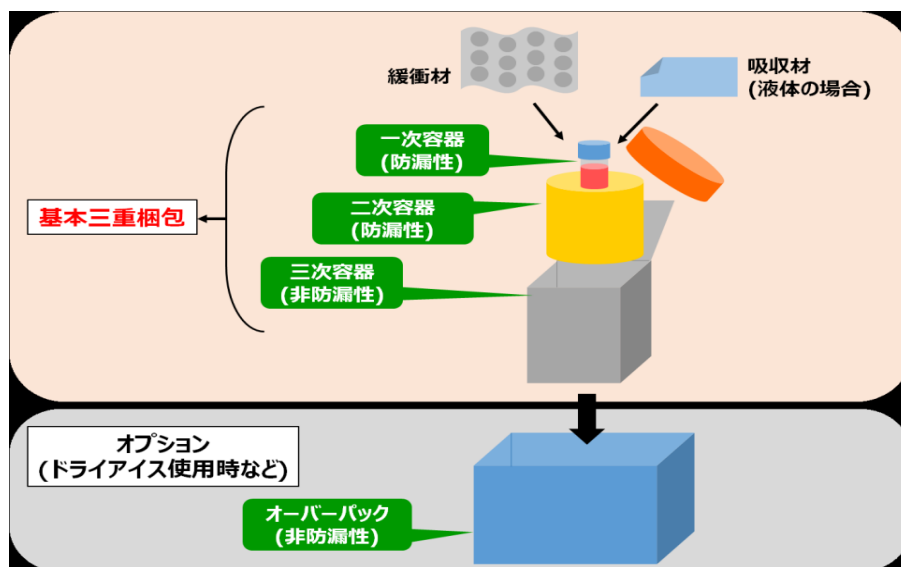 緩衝材
吸収材
(液体の場合)
一次容器
(防漏性)
基本三重梱包
二次容器
(防漏性)
三次容器
(非防漏性)
オプション
(ドライアイス使用時など)
オーバーパック
(非防漏性)